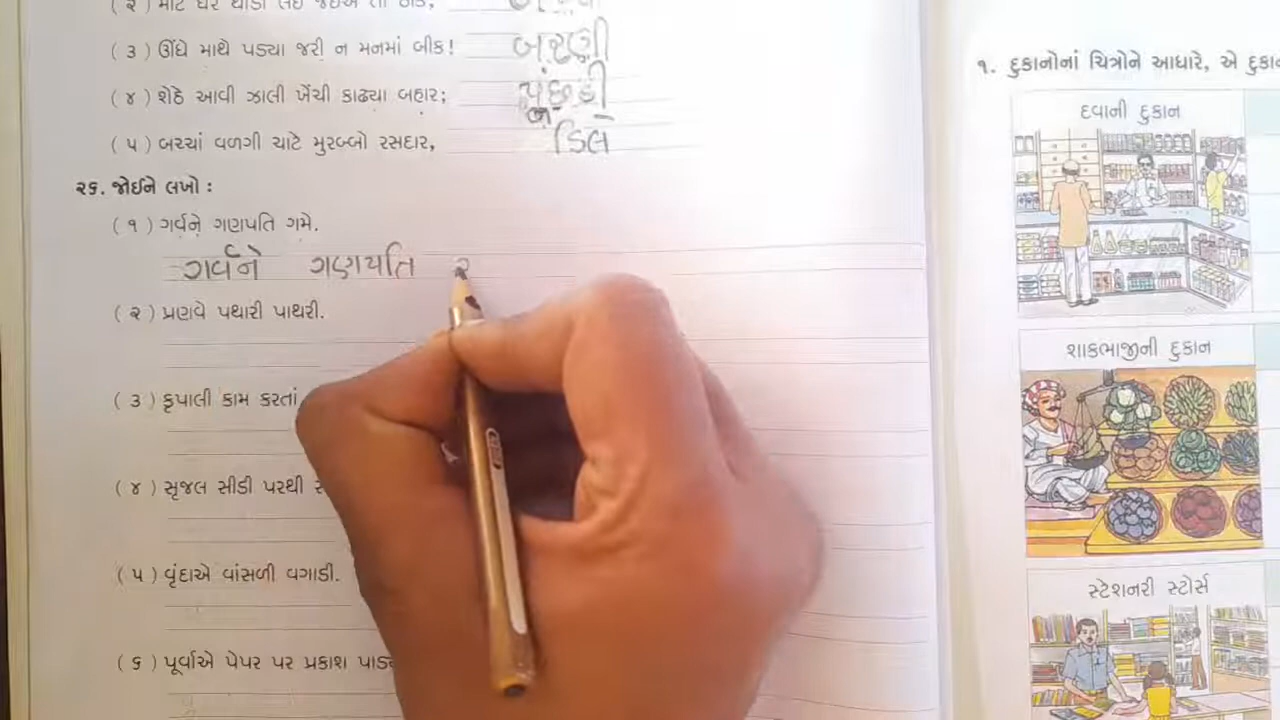 (૩) ઊંધે માથે પડ્યા જરી ન મનમાં બીક! બરણી
(૪) શેઠે આવી ઝાલી ખેંચી કાઢ્યા બહાર; પૂંછડી
(૫) બચ્ચાં વળગી ચાટે મુરબ્બો રસદાર, ડિલ
૨૬. જોઈને લખો :
(૧) ગર્વને ગણપતિ ગમે.
ગર્વને ગણપતિ
(૨) પ્રણવે પથારી પાથરી.
(૩) કૃપાલી કામ કરતાં
(૪) સૃજલ સીડી પરથી
(૫) વૃંદાએ વાંસળી વગાડી.
(૬) પૂર્વાએ પેપર પર પ્રકાશ
૧. દુકાનોનાં ચિત્રોને આધારે, એ
દવાની દુકાન
શાકભાજીની દુકાન
સ્ટેશનરી સ્ટોર્સ